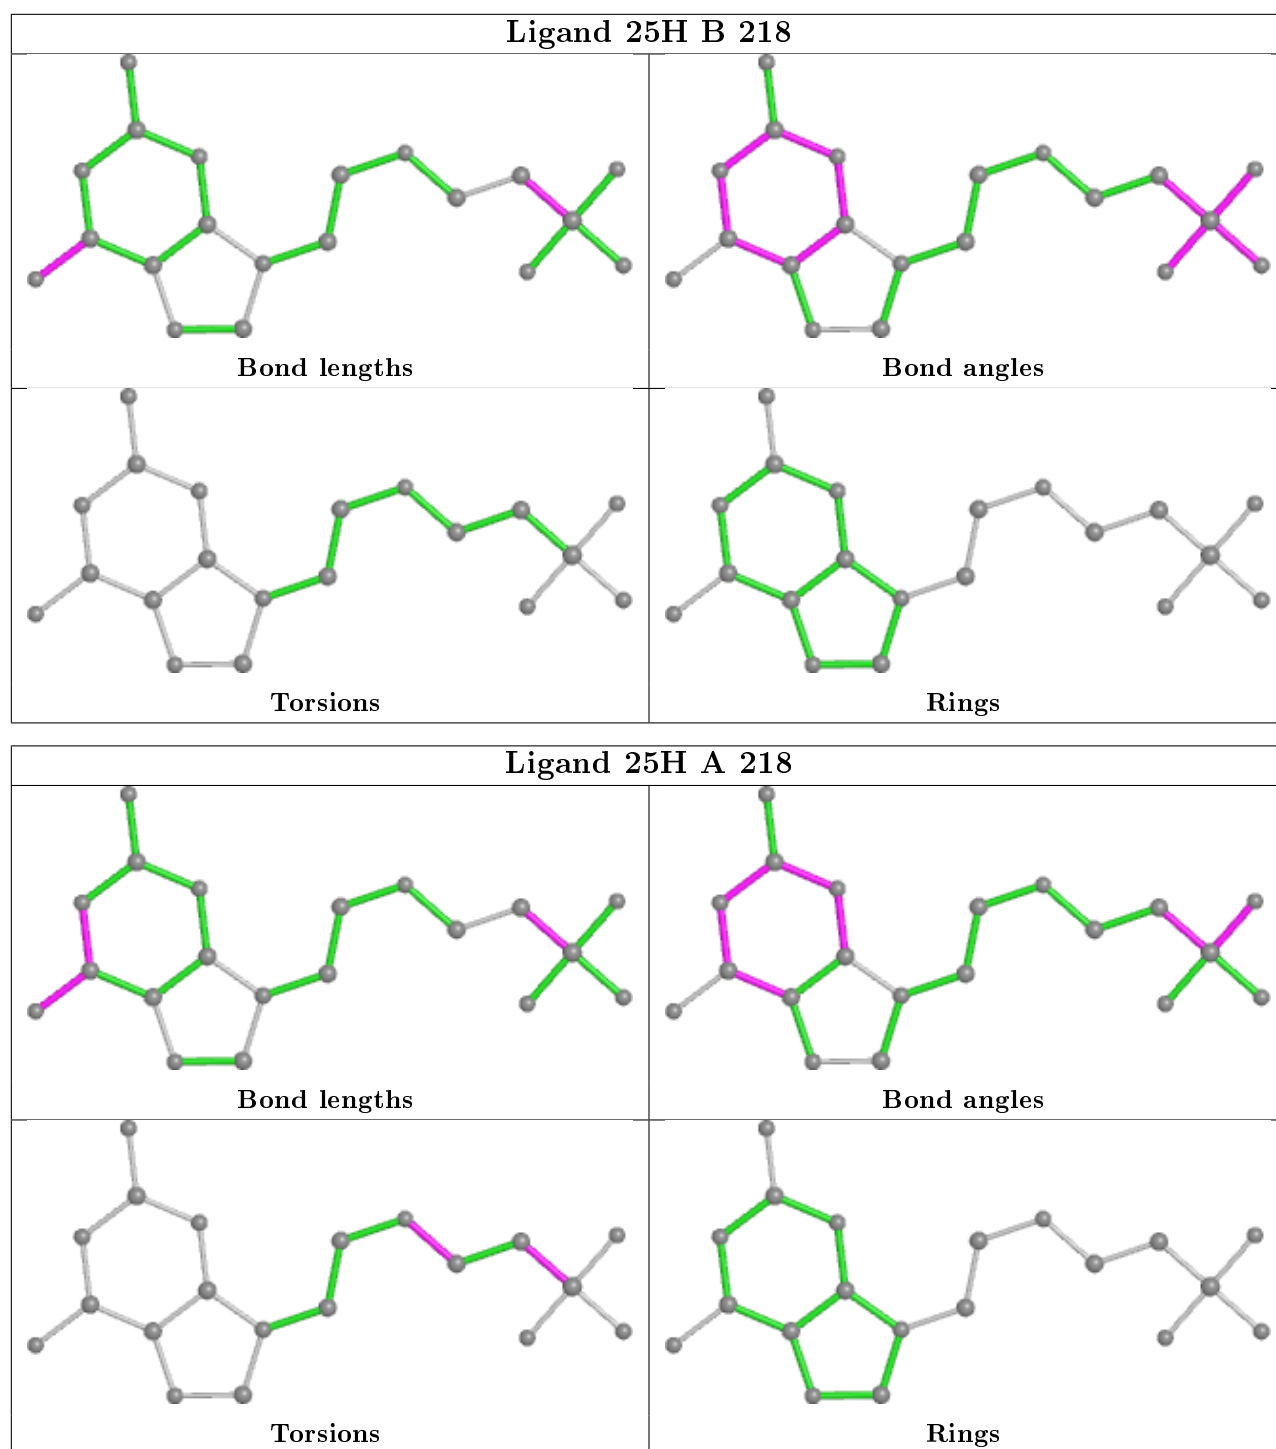 Ligand 25H B 218
Bond lengths
Bond angles
Torsions
Rings
Ligand 25H A 218
Bond lengths
Bond angles
Torsions
Rings